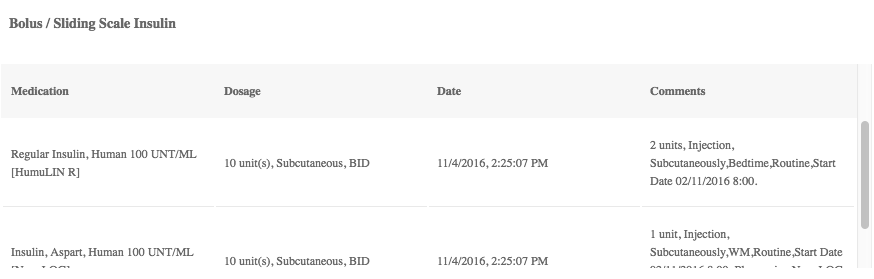 Bolus / Sliding Scale Insulin
Medication Dosage Date Comments
Regular Insulin, Human 100 UNT/ML
[HumuLIN R]
10 unit(s), Subcutaneous, BID
11/4/2016, 2:25:07 PM
2 units, Injection,
Subcutaneously,Bedtime,Routine,Start
Date 02/11/2016 8:00.
Insulin, Aspart, Human 100 UNT/ML
10 unit(s), Subcutaneous, BID
11/4/2016, 2:25:07 PM
1 unit, Injection,
Subcutaneously,WM,Routine,Start Date